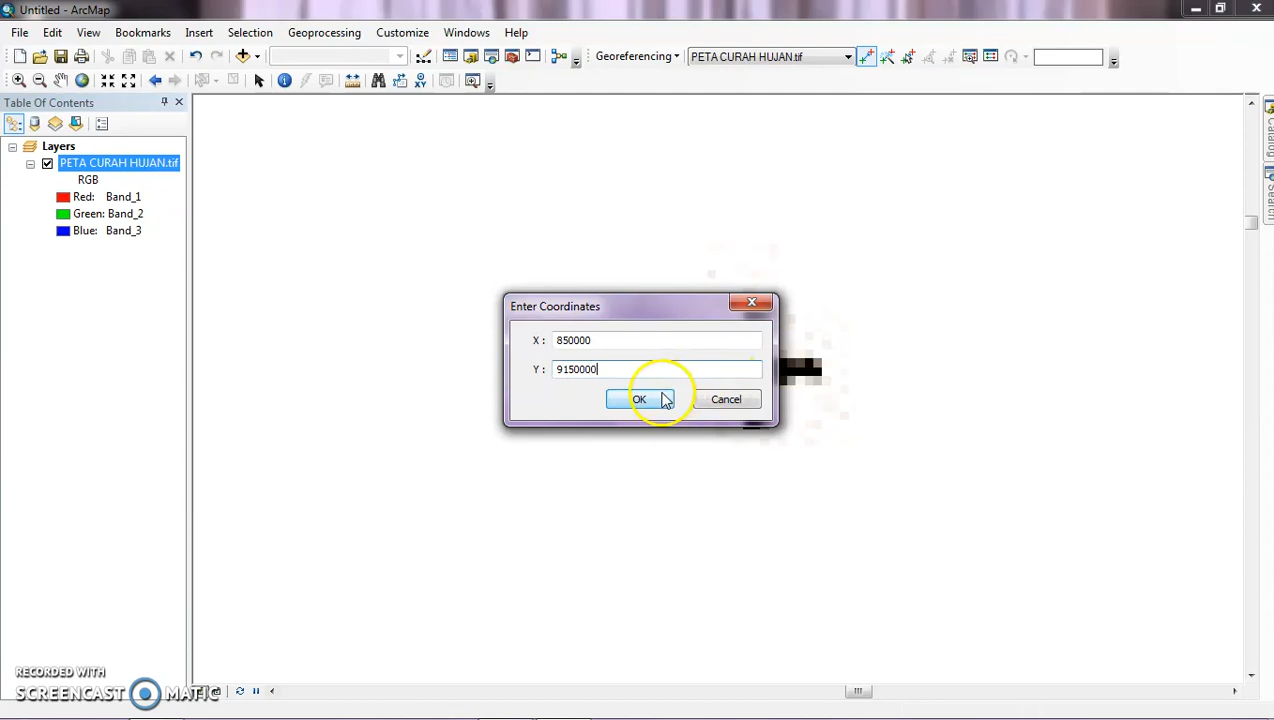 Untitled - ArcMap
File Edit View Bookmarks Insert Selection Geoprocessing Customize Windows Help
Georeferencing PETA CURAH HUJAN.tif
Table Of Contents
Layers
PETA CURAH HUJAN.tif
RGB
Red: Band_1
Green: Band_2
Blue: Band_3
Enter Coordinates
X : 850000
Y : 9150000
OK Cancel
Catalog
Search
RECORDED WITH
SCREENCAST MATIC